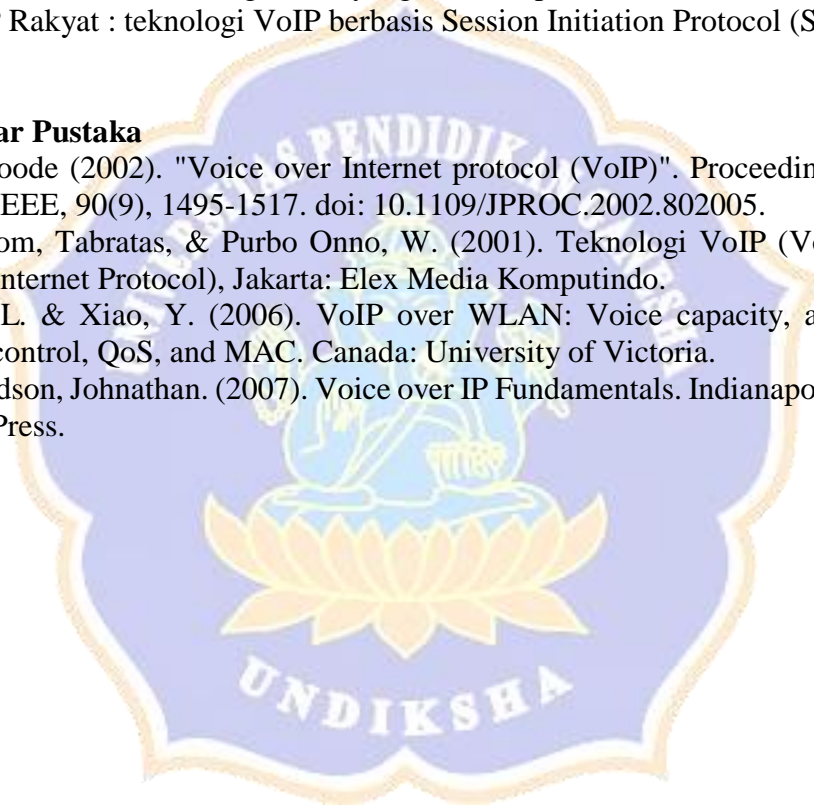 P Rakyat : teknologi VoIP berbasis Session Initiation Protocol (S
ar Pustaka
oode (2002). "Voice over Internet protocol (VoIP)". Proceedin
EEE, 90(9), 1495-1517. doi: 10.1109/JPROC.2002.802005.
om, Tabratas, & Purbo Onno, W. (2001). Teknologi VoIP (Vo
nternet Protocol), Jakarta: Elex Media Komputindo.
L. & Xiao, Y. (2006). VoIP over WLAN: Voice capacity, a
control, QoS, and MAC. Canada: University of Victoria.
dson, Johnathan. (2007). Voice over IP Fundamentals. Indianapo
Press.
UNIVERSITAS PENDIDIKAN GANESHA
UNDIKSHA